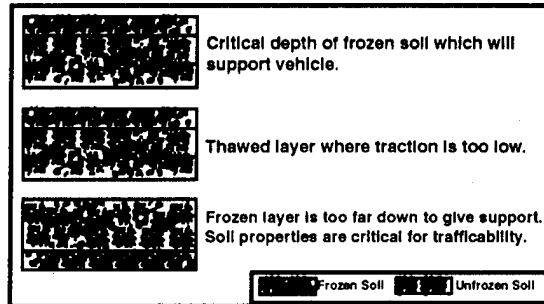 Critical depth of frozen soil which will
support vehicle.
Thawed layer where traction is too low.
Frozen layer is too far down to give support.
Soil properties are critical for trafficability.
Frozen Soil Unfrozen Soil